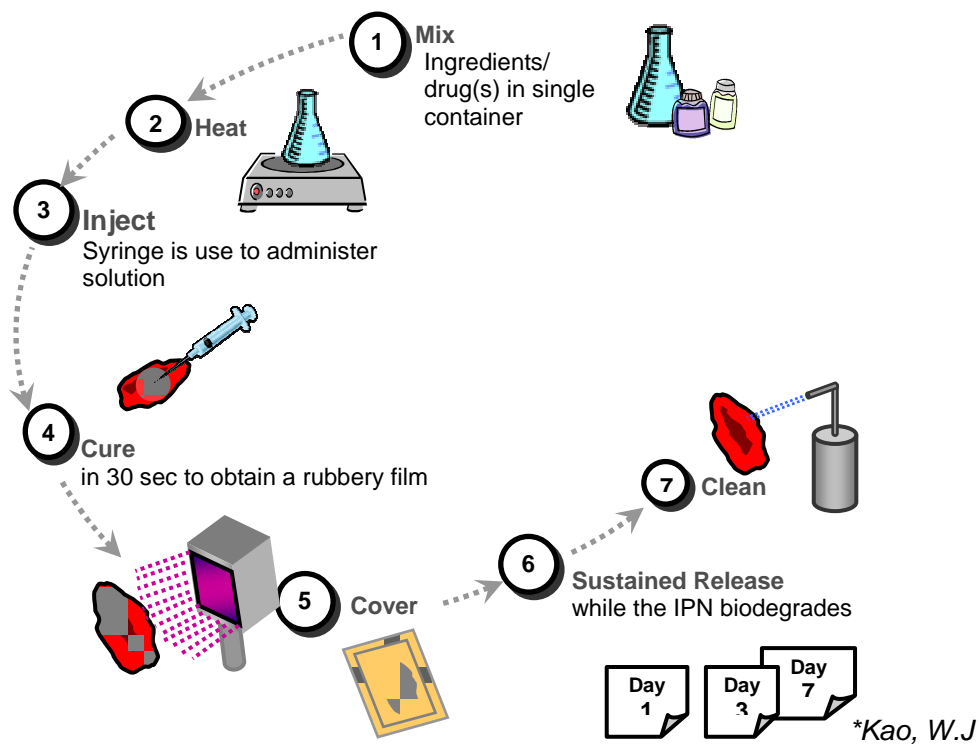 1
Mix
Ingredients/
drug(s) in single
container
2
Heat
3
Inject
Syringe is use to administer
solution
4
Cure
in 30 sec to obtain a rubbery film
5
Cover
6
Sustained Release
while the IPN biodegrades
7
Clean
Day
1
Day
3
Day
7
*Kao, W.J